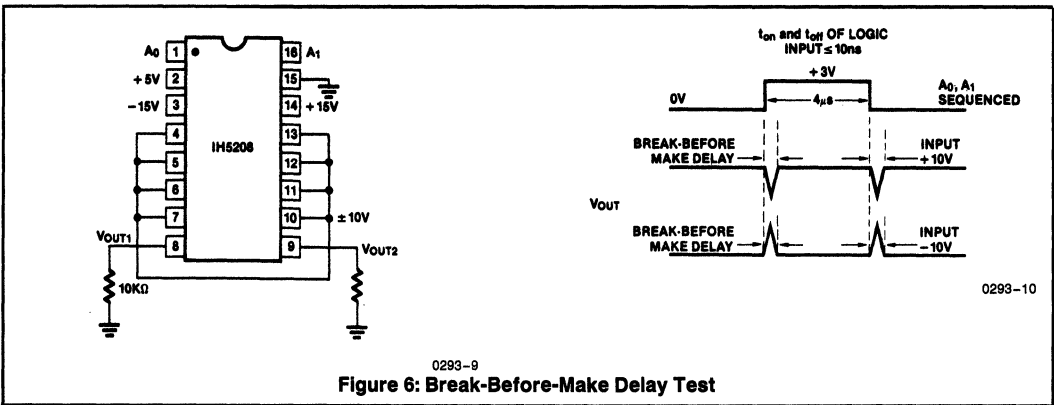 A0 1 16 A1
+5V 2 15
-15V 3 14 +15V
4 13
IH5208
5 12
6 11
7 10 ±10V
VOUT1 8 9 VOUT2
10KΩ
0293-9
ton and toff OF LOGIC
INPUT ≤ 10ns
+3V
0V
4μs
A0, A1
SEQUENCED
BREAK-BEFORE
MAKE DELAY
INPUT
+10V
VOUT
BREAK-BEFORE
MAKE DELAY
INPUT
-10V
0293-10
Figure 6: Break-Before-Make Delay Test